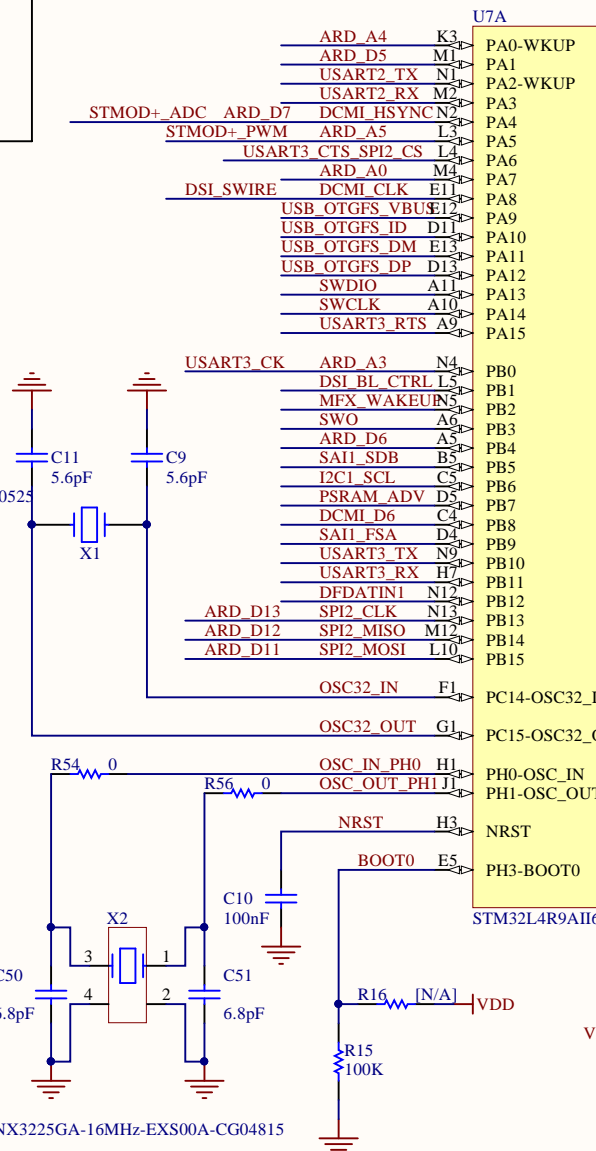 U7A
ARD_A4 K3 PA0-WKUP
ARD_D5 M1 PA1
USART2_TX N1 PA2-WKUP
USART2_RX M2 PA3
STMOD+_ADC ARD_D7 DCMI_HSYNC N2 PA4
STMOD+_PWM ARD_A5 L3 PA5
USART3_CTS_SPI2_CS L4 PA6
ARD_A0 M4 PA7
DSI_SWIRE DCMI_CLK E11 PA8
USB_OTGFS_VBUS E12 PA9
USB_OTGFS_ID D11 PA10
USB_OTGFS_DM E13 PA11
USB_OTGFS_DP D13 PA12
SWDIO A11 PA13
SWCLK A10 PA14
USART3_RTS A9 PA15
USART3_CK ARD_A3 N4 PB0
DSI_BL_CTRL L5 PB1
MFX_WAKEUP N5 PB2
SWO A6 PB3
ARD_D6 A5 PB4
SAI1_SDB B5 PB5
I2C1_SCL C5 PB6
PSRAM_ADV D5 PB7
DCMI_D6 C4 PB8
SAI1_FSA D4 PB9
USART3_TX N9 PB10
USART3_RX H7 PB11
DFDATIN1 N12 PB12
ARD_D13 SPI2_CLK N13 PB13
ARD_D12 SPI2_MISO M12 PB14
ARD_D11 SPI2_MOSI L10 PB15
C11
5.6pF
C9
5.6pF
0525
X1
OSC32_IN F1 PC14-OSC32_I
OSC32_OUT G1 PC15-OSC32_O
R54 0 OSC_IN_PH0 H1 PH0-OSC_IN
R56 0 OSC_OUT_PH1 J1 PH1-OSC_OUT
NRST H3 NRST
BOOT0 E5 PH3-BOOT0
C10
100nF
STM32L4R9AII6
X2
3 1
4 2
C50
6.8pF
C51
6.8pF
R16 [N/A] VDD
V
R15
100K
NX3225GA-16MHz-EXS00A-CG04815